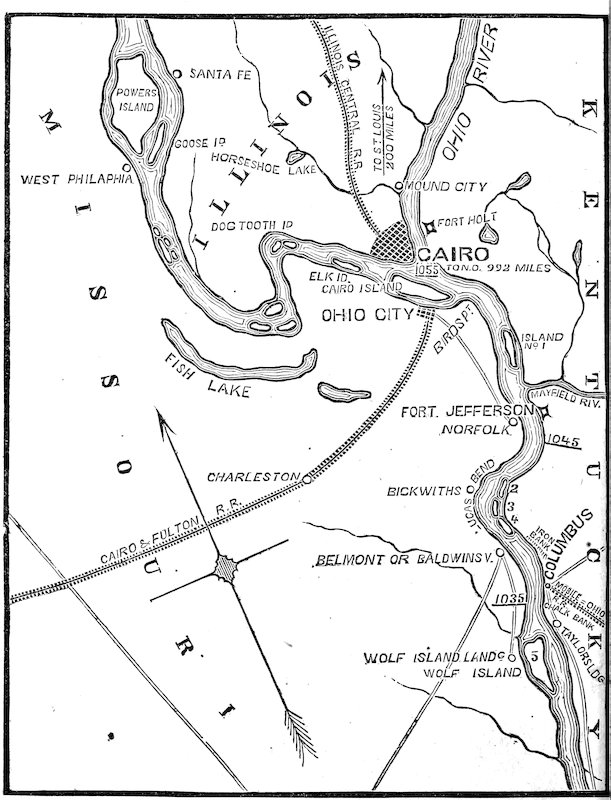 SANTA FE
POWERS
ISLAND
GOOSE ID
HORSESHOE LAKE
WEST PHILAPHIA
ILLINOIS
ILLINOIS CENTRAL R.R.
TO ST LOUIS
200 MILES
OHIO RIVER
KENTUCKY
MISSOURI
MOUND CITY
DOG TOOTH ID
FORT HOLT
CAIRO
1055 TO N.O. 992 MILES
ELK ID.
CAIRO ISLAND
OHIO CITY
BIRDS PT
ISLAND
NO 1
FISH LAKE
MAYFIELD RIV.
FORT. JEFFERSON
NORFOLK
1045
CHARLESTON
BICKWITHS
LUCAS BEND
2
3
4
CAIRO & FULTON R.R.
IRON
BANK
COLUMBUS
BELMONT OR BALDWINS V.
MOBILE & OHIO
R.R.
CHALK BANK
1035
TAYLORS LDG
WOLF ISLAND LANDG
WOLF ISLAND
5